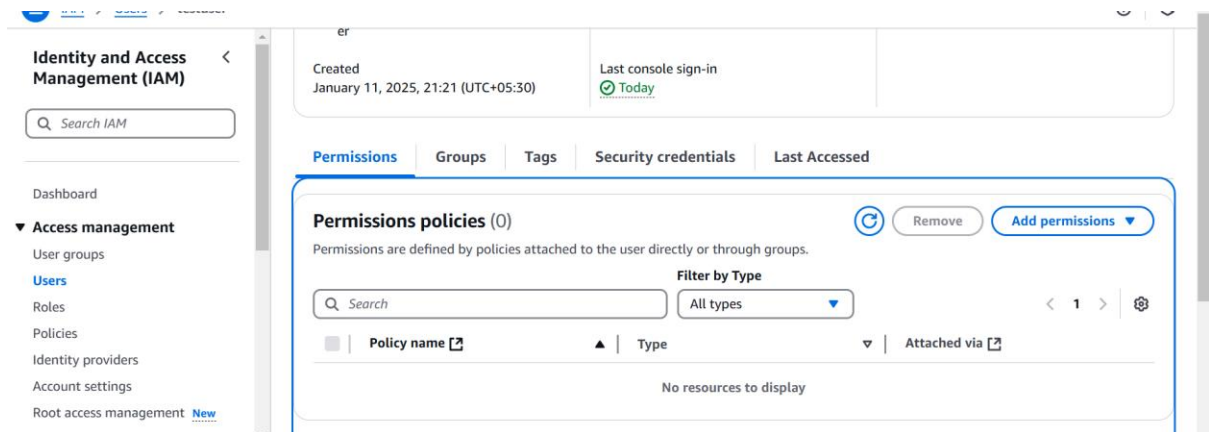 Identity and Access
Management (IAM)
Search IAM
Dashboard
Access management
User groups
Users
Roles
Policies
Identity providers
Account settings
Root access management New
er
Created
January 11, 2025, 21:21 (UTC+05:30)
Last console sign-in
Today
Permissions Groups Tags Security credentials Last Accessed
Permissions policies (0)
Remove
Add permissions
Permissions are defined by policies attached to the user directly or through groups.
Filter by Type
Search
All types
1
Policy name Type Attached via
No resources to display